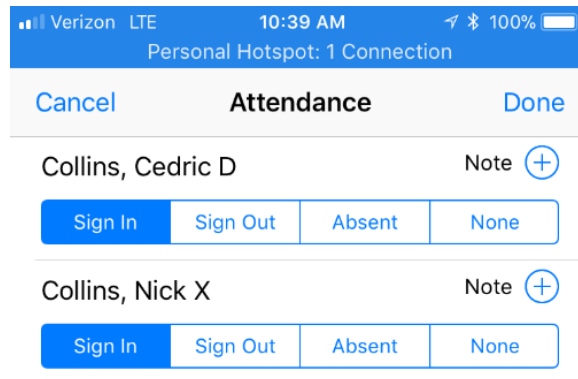 Verizon LTE 10:39 AM 100%
Personal Hotspot: 1 Connection
Cancel Attendance Done
Collins, Cedric D Note
Sign In Sign Out Absent None
Collins, Nick X Note
Sign In Sign Out Absent None